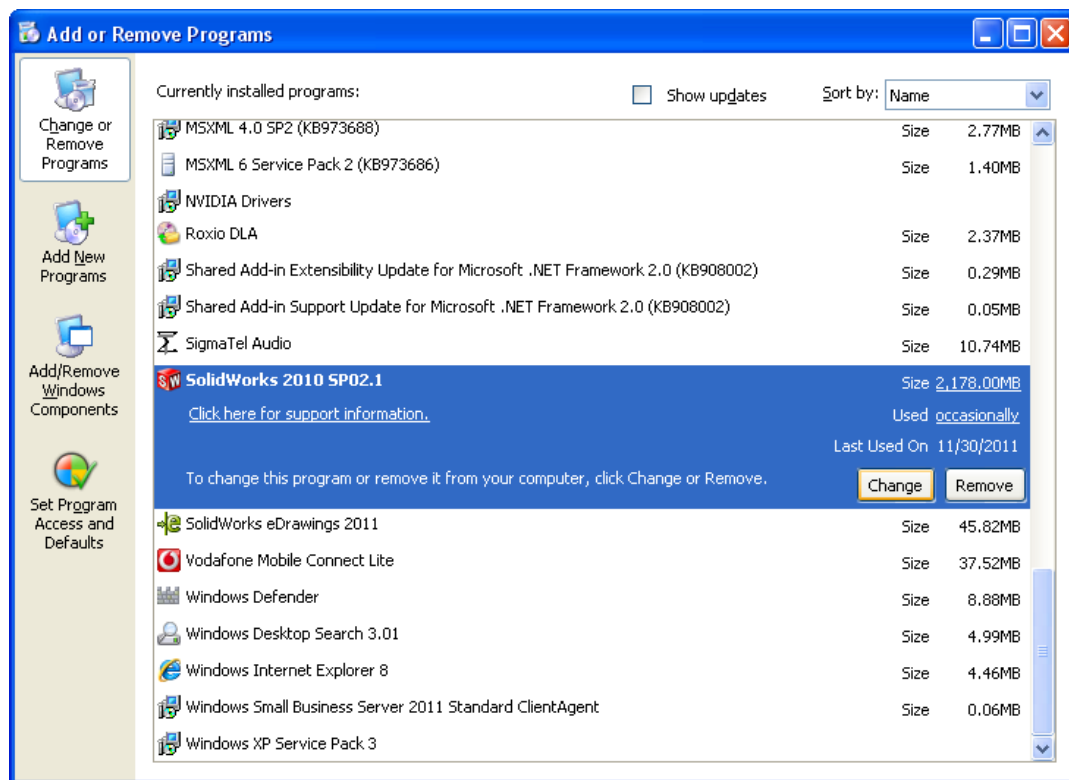 Add or Remove Programs
Change or
Remove
Programs
Add New
Programs
Add/Remove
Windows
Components
Set Program
Access and
Defaults
Currently installed programs:
Show updates
Sort by: Name
MSXML 4.0 SP2 (KB973688) Size 2.77MB
MSXML 6 Service Pack 2 (KB973686) Size 1.40MB
NVIDIA Drivers
Roxio DLA Size 2.37MB
Shared Add-in Extensibility Update for Microsoft .NET Framework 2.0 (KB908002) Size 0.29MB
Shared Add-in Support Update for Microsoft .NET Framework 2.0 (KB908002) Size 0.05MB
SigmaTel Audio Size 10.74MB
SolidWorks 2010 SP02.1 Size 2,178.00MB
Click here for support information. Used occasionally
Last Used On 11/30/2011
To change this program or remove it from your computer, click Change or Remove. Change Remove
SolidWorks eDrawings 2011 Size 45.82MB
Vodafone Mobile Connect Lite Size 37.52MB
Windows Defender Size 8.88MB
Windows Desktop Search 3.01 Size 4.99MB
Windows Internet Explorer 8 Size 4.46MB
Windows Small Business Server 2011 Standard ClientAgent Size 0.06MB
Windows XP Service Pack 3